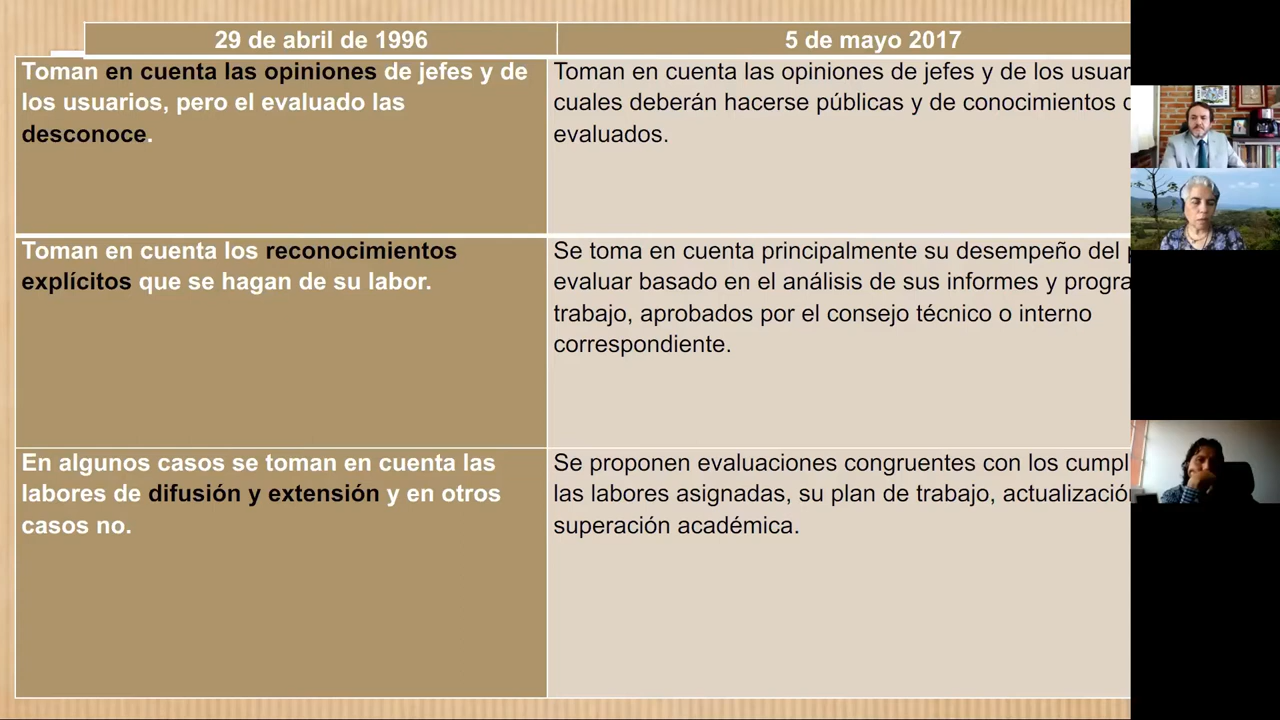 29 de abril de 1996
5 de mayo 2017
Toman en cuenta las opiniones de jefes y de
los usuarios, pero el evaluado las
desconoce.
Toman en cuenta las opiniones de jefes y de los
cuales deberán hacerse públicas y de conocimientos
evaluados.
Toman en cuenta los reconocimientos
explícitos que se hagan de su labor.
Se toma en cuenta principalmente su desempeño del
evaluar basado en el análisis de sus informes y
trabajo, aprobados por el consejo técnico o interno
correspondiente.
En algunos casos se toman en cuenta las
labores de difusión y extensión y en otros
casos no.
Se proponen evaluaciones congruentes con los
las labores asignadas, su plan de trabajo, actualización
superación académica.